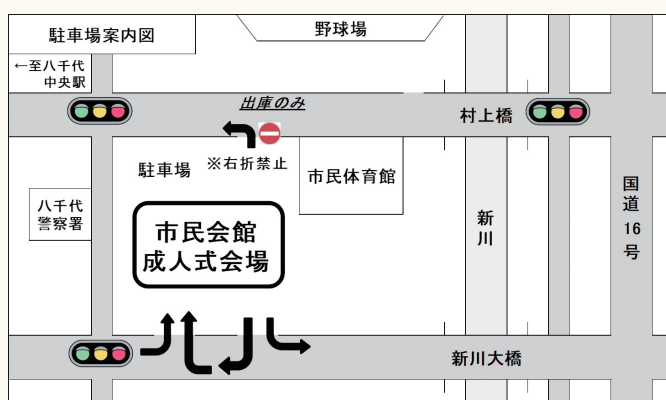 駐車場案内図
野球場
←至八千代
中央駅
出庫のみ
村上橋
駐車場
※右折禁止
市民体育館
八千代
警察署
市民会館
成人式会場
新川
国道16号
新川大橋